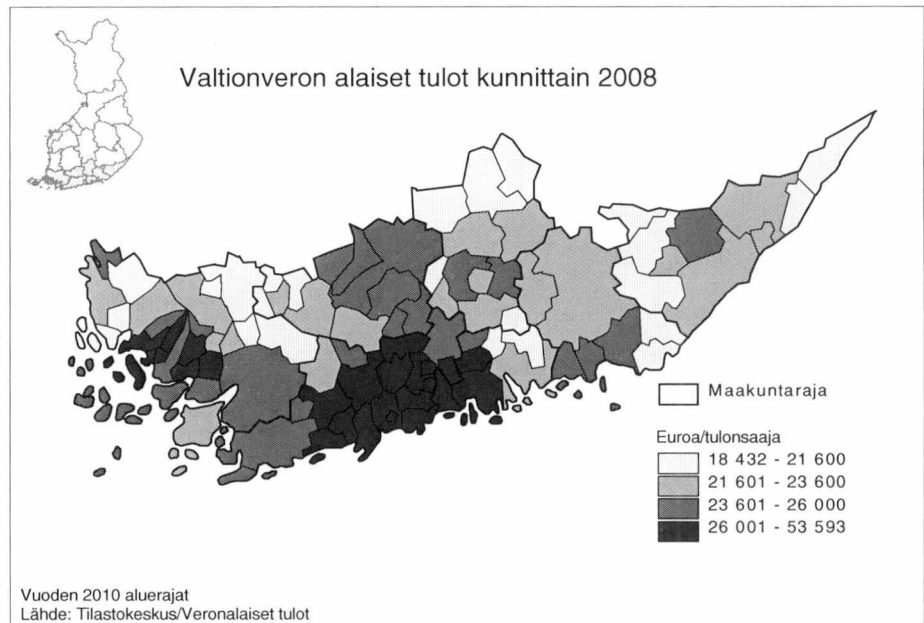 Valtionveron alaiset tulot kunnittain 2008
Maakuntaraja
Euroa/tulonsaaja
18 432 - 21 600
21 601 - 23 600
23 601 - 26 000
26 001 - 53 593
Vuoden 2010 aluerajat
Lähde: Tilastokeskus/Veronalaiset tulot